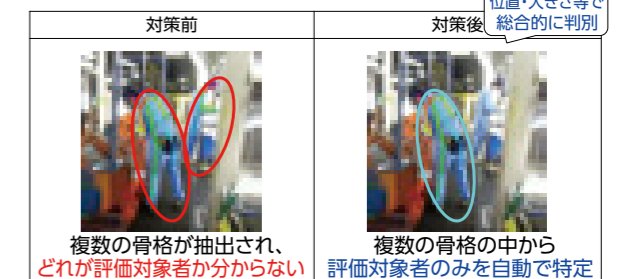 位置・大きさ等で
総合的に判別
対策前
対策後
複数の骨格が抽出され、
どれが評価対象者か分からない
複数の骨格の中から
評価対象者のみを自動で特定